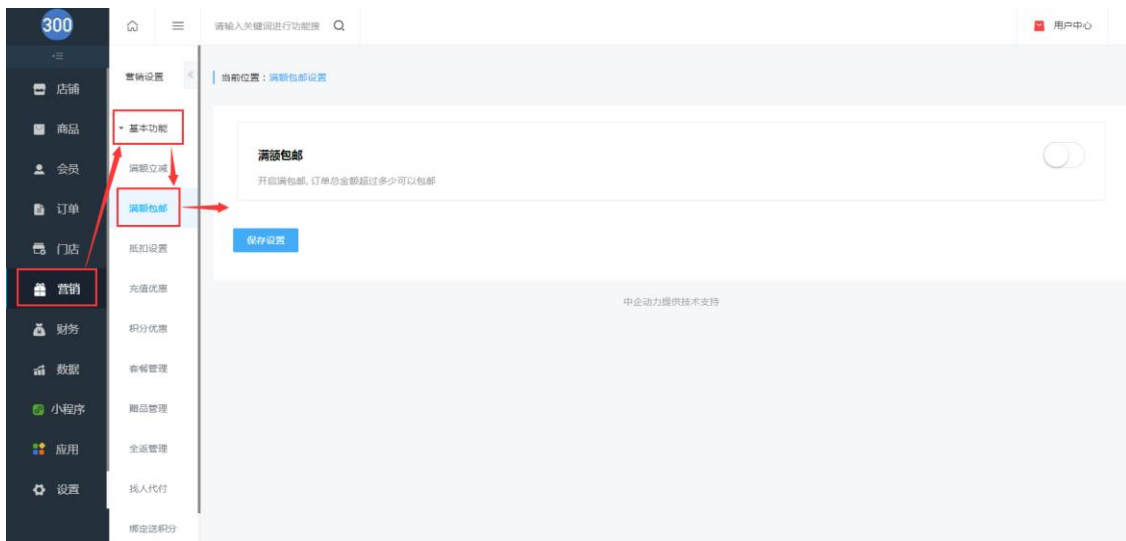 300
请输入关键词进行功能搜
用户中心
店铺
商品
会员
订单
门店
营销
财务
数据
小程序
应用
设置
营销设置
基本功能
满额立减
满额包邮
抵扣设置
充值优惠
积分优惠
套餐管理
赠品管理
全返管理
找人代付
绑定送积分
当前位置：满额包邮设置
满额包邮
开启满包邮, 订单总金额超过多少可以包邮
保存设置
中企动力提供技术支持